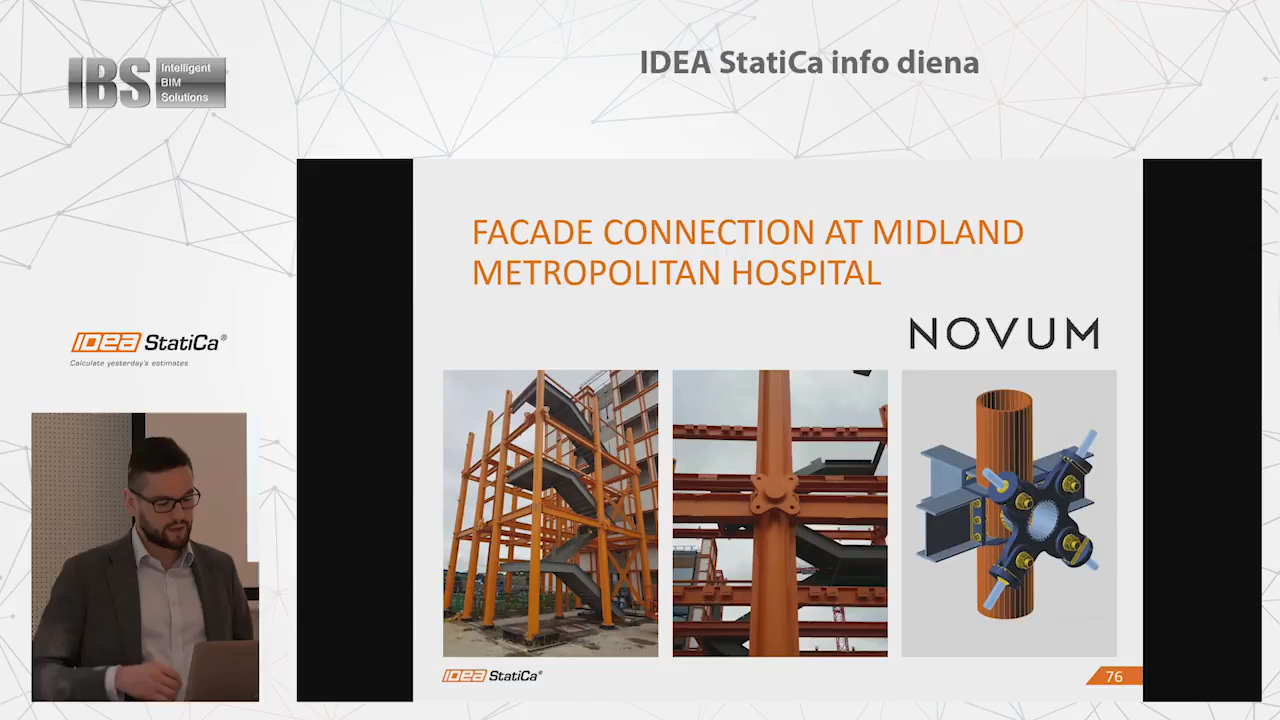 IBS
Intelligent
BIM
Solutions
IDEA StatiCa info diena
FACADE CONNECTION AT MIDLAND
METROPOLITAN HOSPITAL
NOVUM
IDEA StatiCa®
Calculate yesterday's estimates
IDEA StatiCa®
76